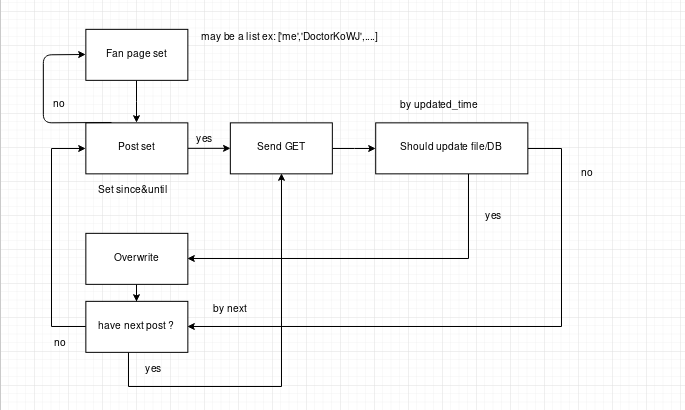 may be a list ex: ['me','DoctorKoWJ',....]
Fan page set
no
by updated_time
Post set
yes
Send GET
Should update file/DB
no
Set since&until
yes
Overwrite
by next
have next post ?
no
yes